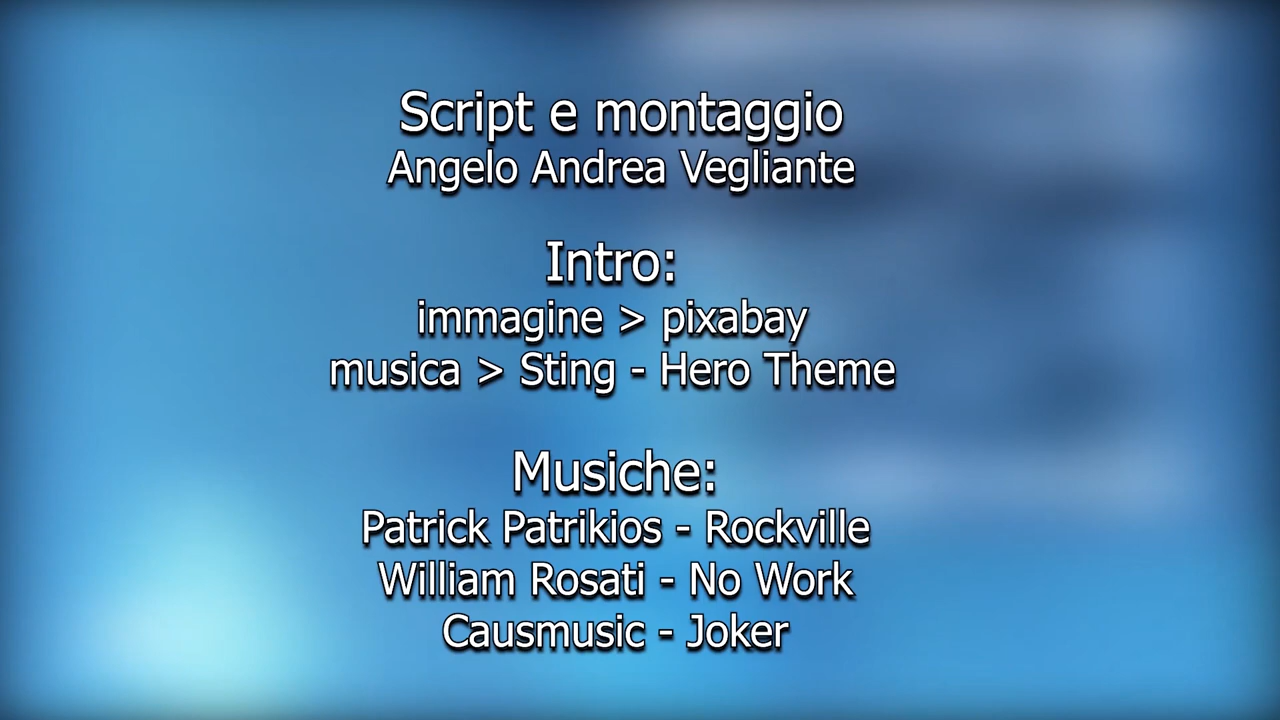 Script e montaggio
Angelo Andrea Vegliante
Intro:
immagine > pixabay
musica > Sting - Hero Theme
Musiche:
Patrick Patrikios - Rockville
William Rosati - No Work
Causmusic - Joker